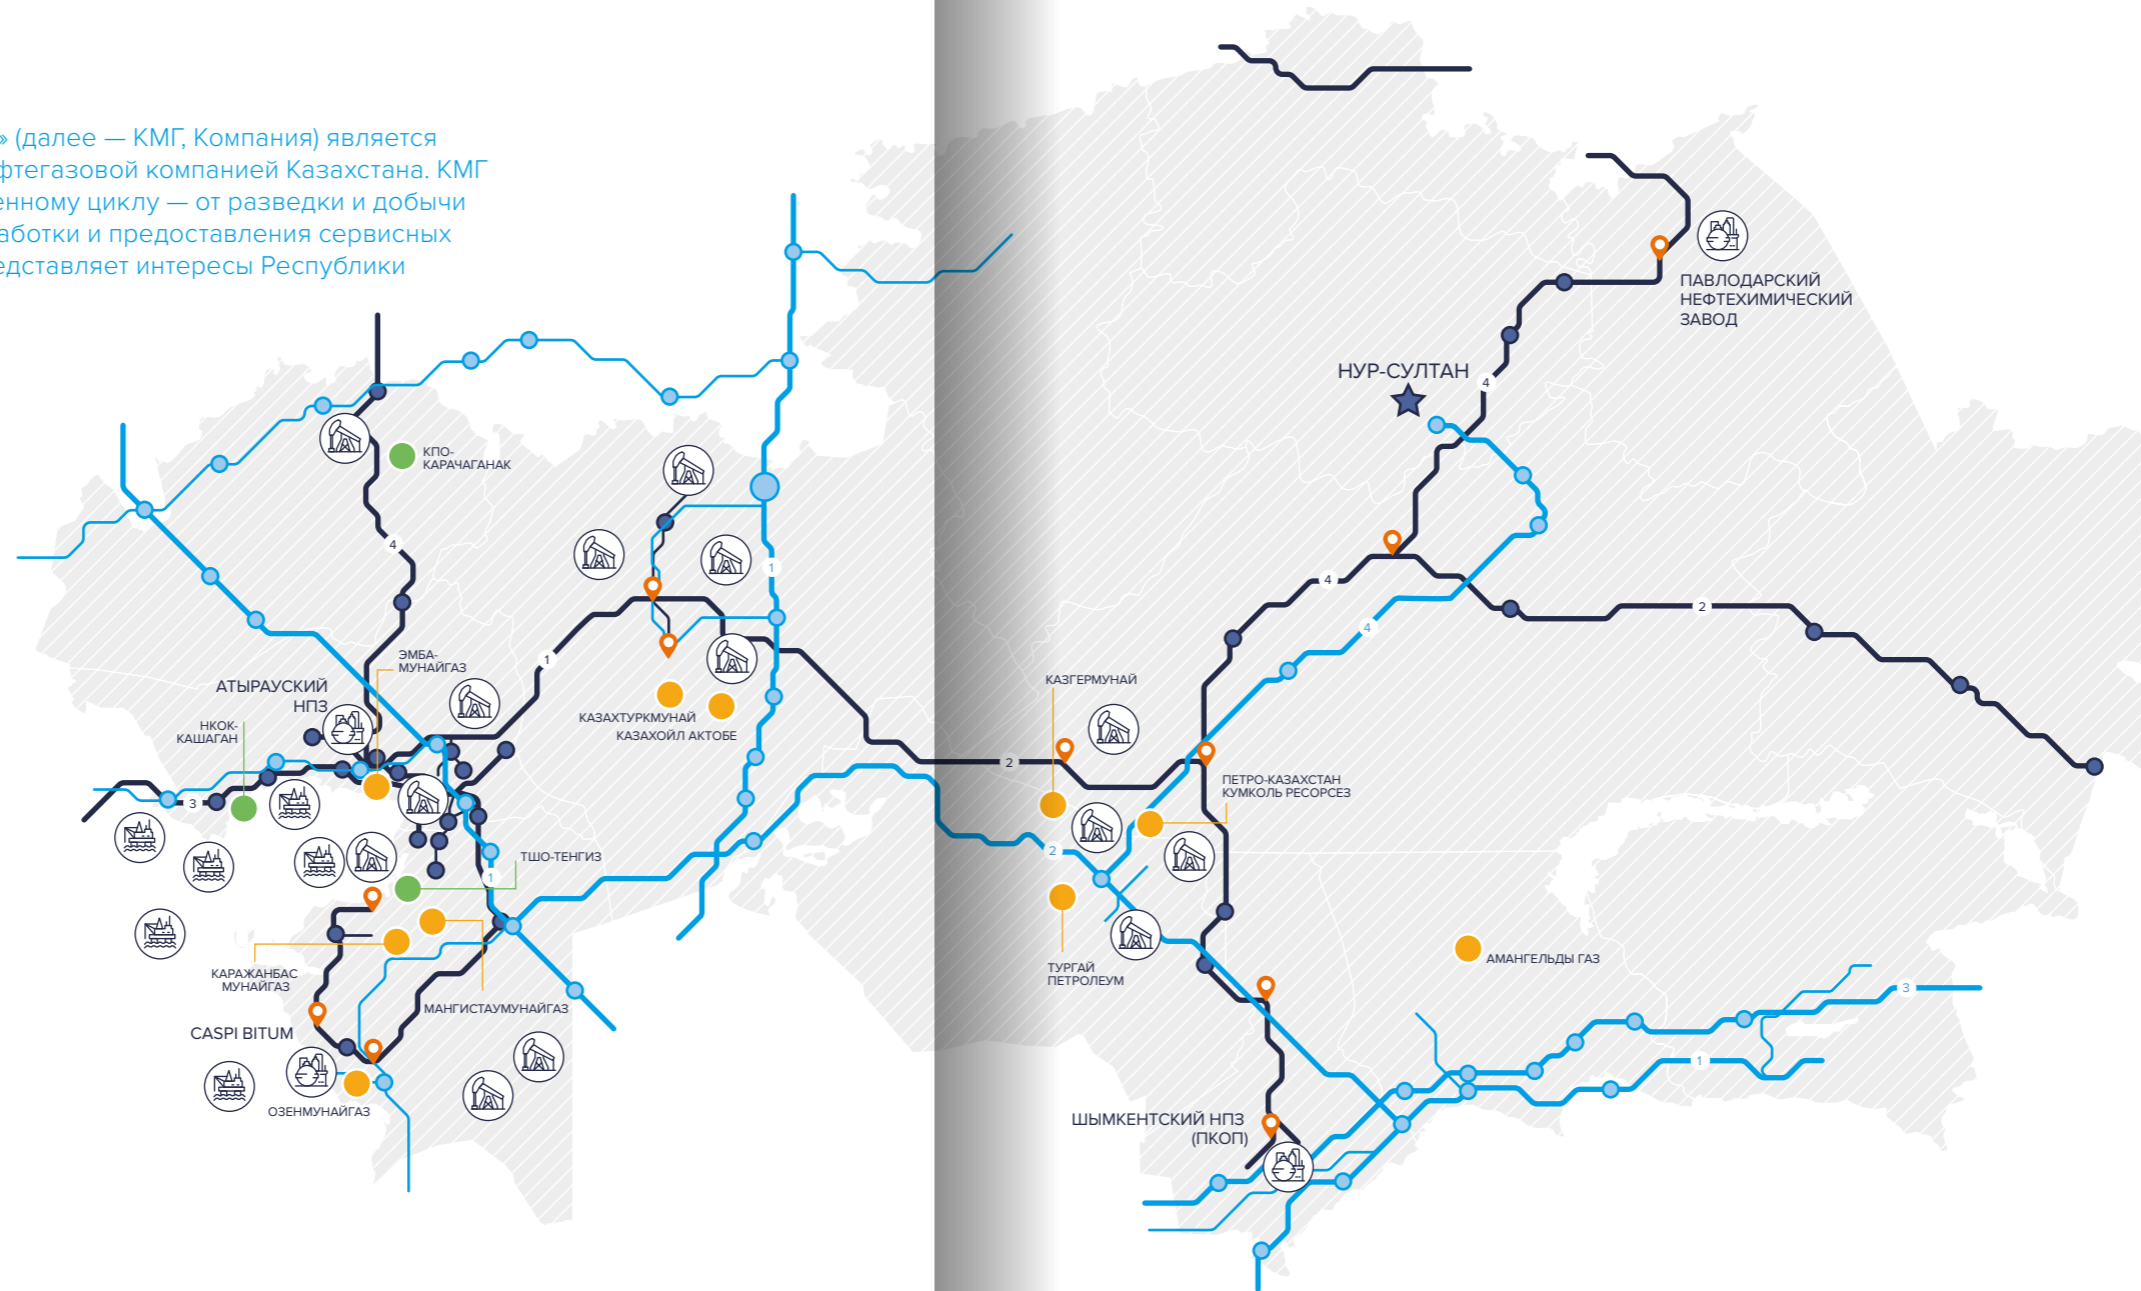 » (далее — КМГ, Компания) является
фтегазовой компанией Казахстана. КМГ
енному циклу — от разведки и добычи
аботки и предоставления сервисных
едставляет интересы Республики
ПАВЛОДАРСКИЙ
НЕФТЕХИМИЧЕСКИЙ
ЗАВОД
НУР-СУЛТАН
4
КПО-
КАРАЧАГАНАК
4
1
4
2
4
1
ЭМБА-
МУНАЙГАЗ
АТЫРАУСКИЙ
НПЗ
НКОК-
КАШАГАН
КАЗАХТУРКМУНАЙ
КАЗАХОЙЛ АКТОБЕ
КАЗГЕРМУНАЙ
2
ПЕТРО-КАЗАХСТАН
КУМКОЛЬ РЕСОРСЕЗ
3
2
ТШО-ТЕНГИЗ
1
КАРАЖАНБАС
МУНАЙГАЗ
МАНГИСТАУМУНАЙГАЗ
ТУРГАЙ
ПЕТРОЛЕУМ
АМАНГЕЛЬДЫ ГАЗ
3
CASPI BITUM
1
ОЗЕНМУНАЙГАЗ
ШЫМКЕНТСКИЙ НПЗ
(ПКОП)